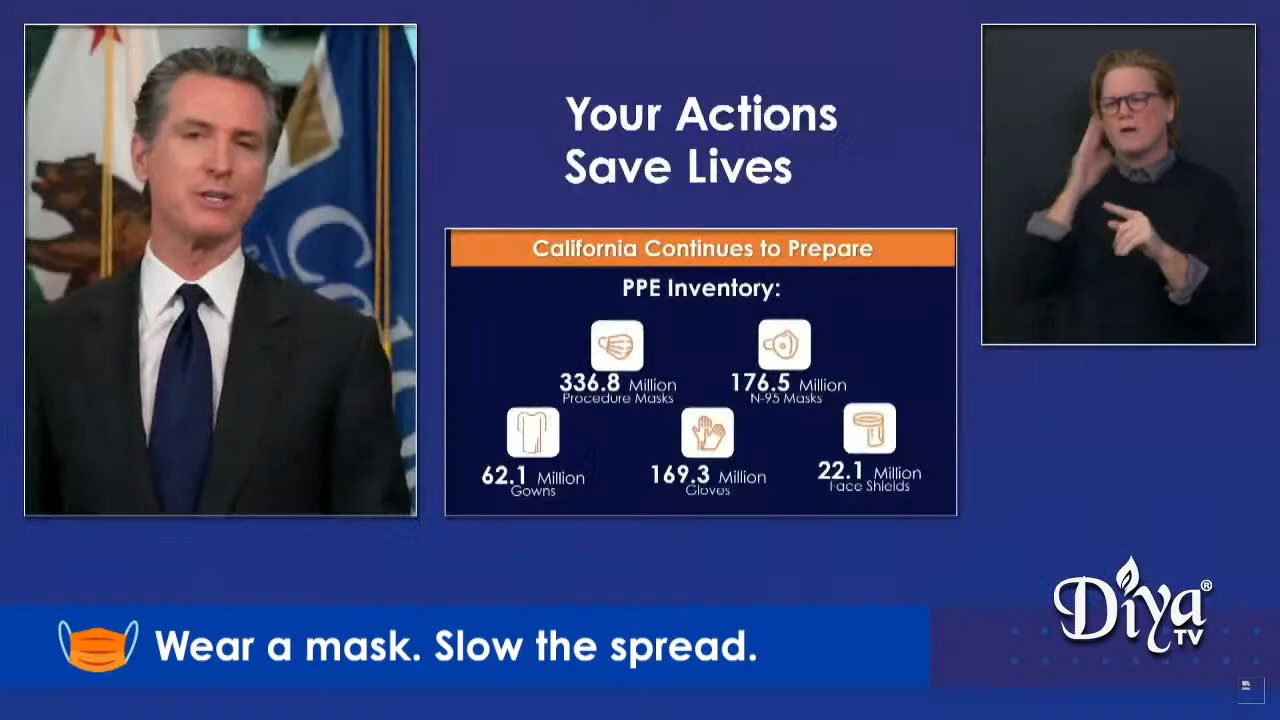 Your Actions
Save Lives
California Continues to Prepare
PPE Inventory:
336.8 Million
Procedure Masks
176.5 Million
N-95 Masks
62.1 Million
Gowns
169.3 Million
Gloves
22.1 Million
Face Shields
Wear a mask. Slow the spread.
Diya®
TV